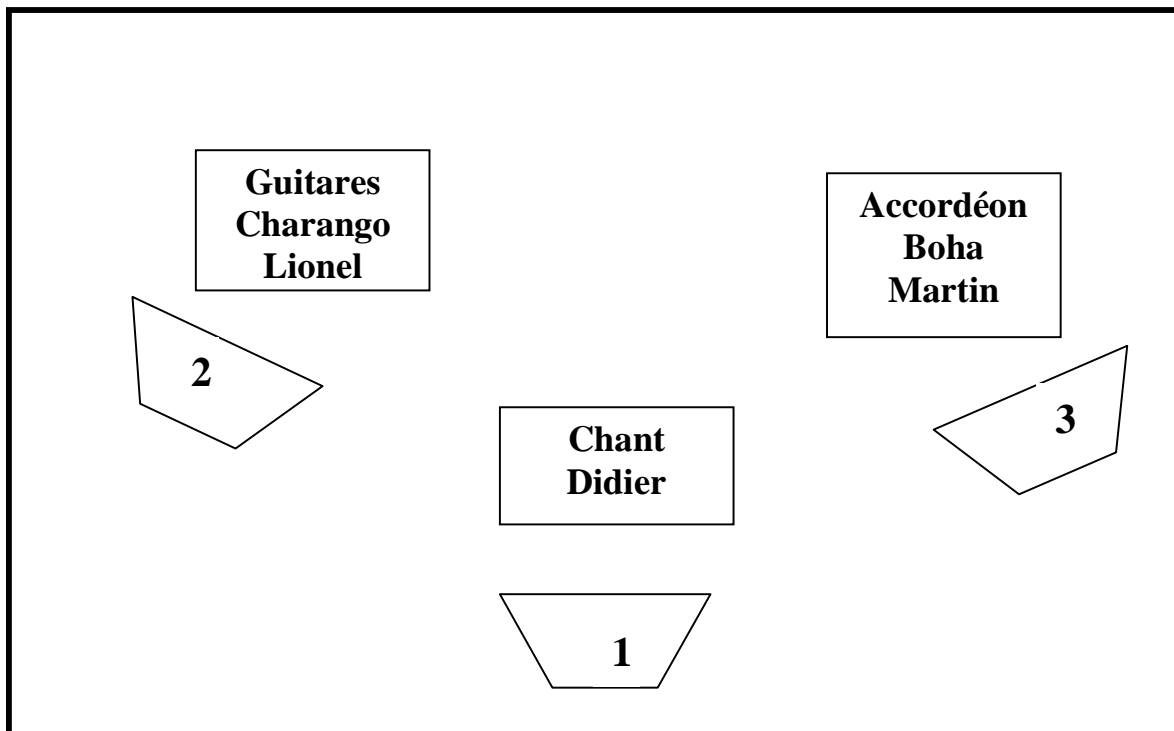 Guitares
Charango
Lionel
Accordéon
Boha
Martin
2
3
Chant
Didier
1